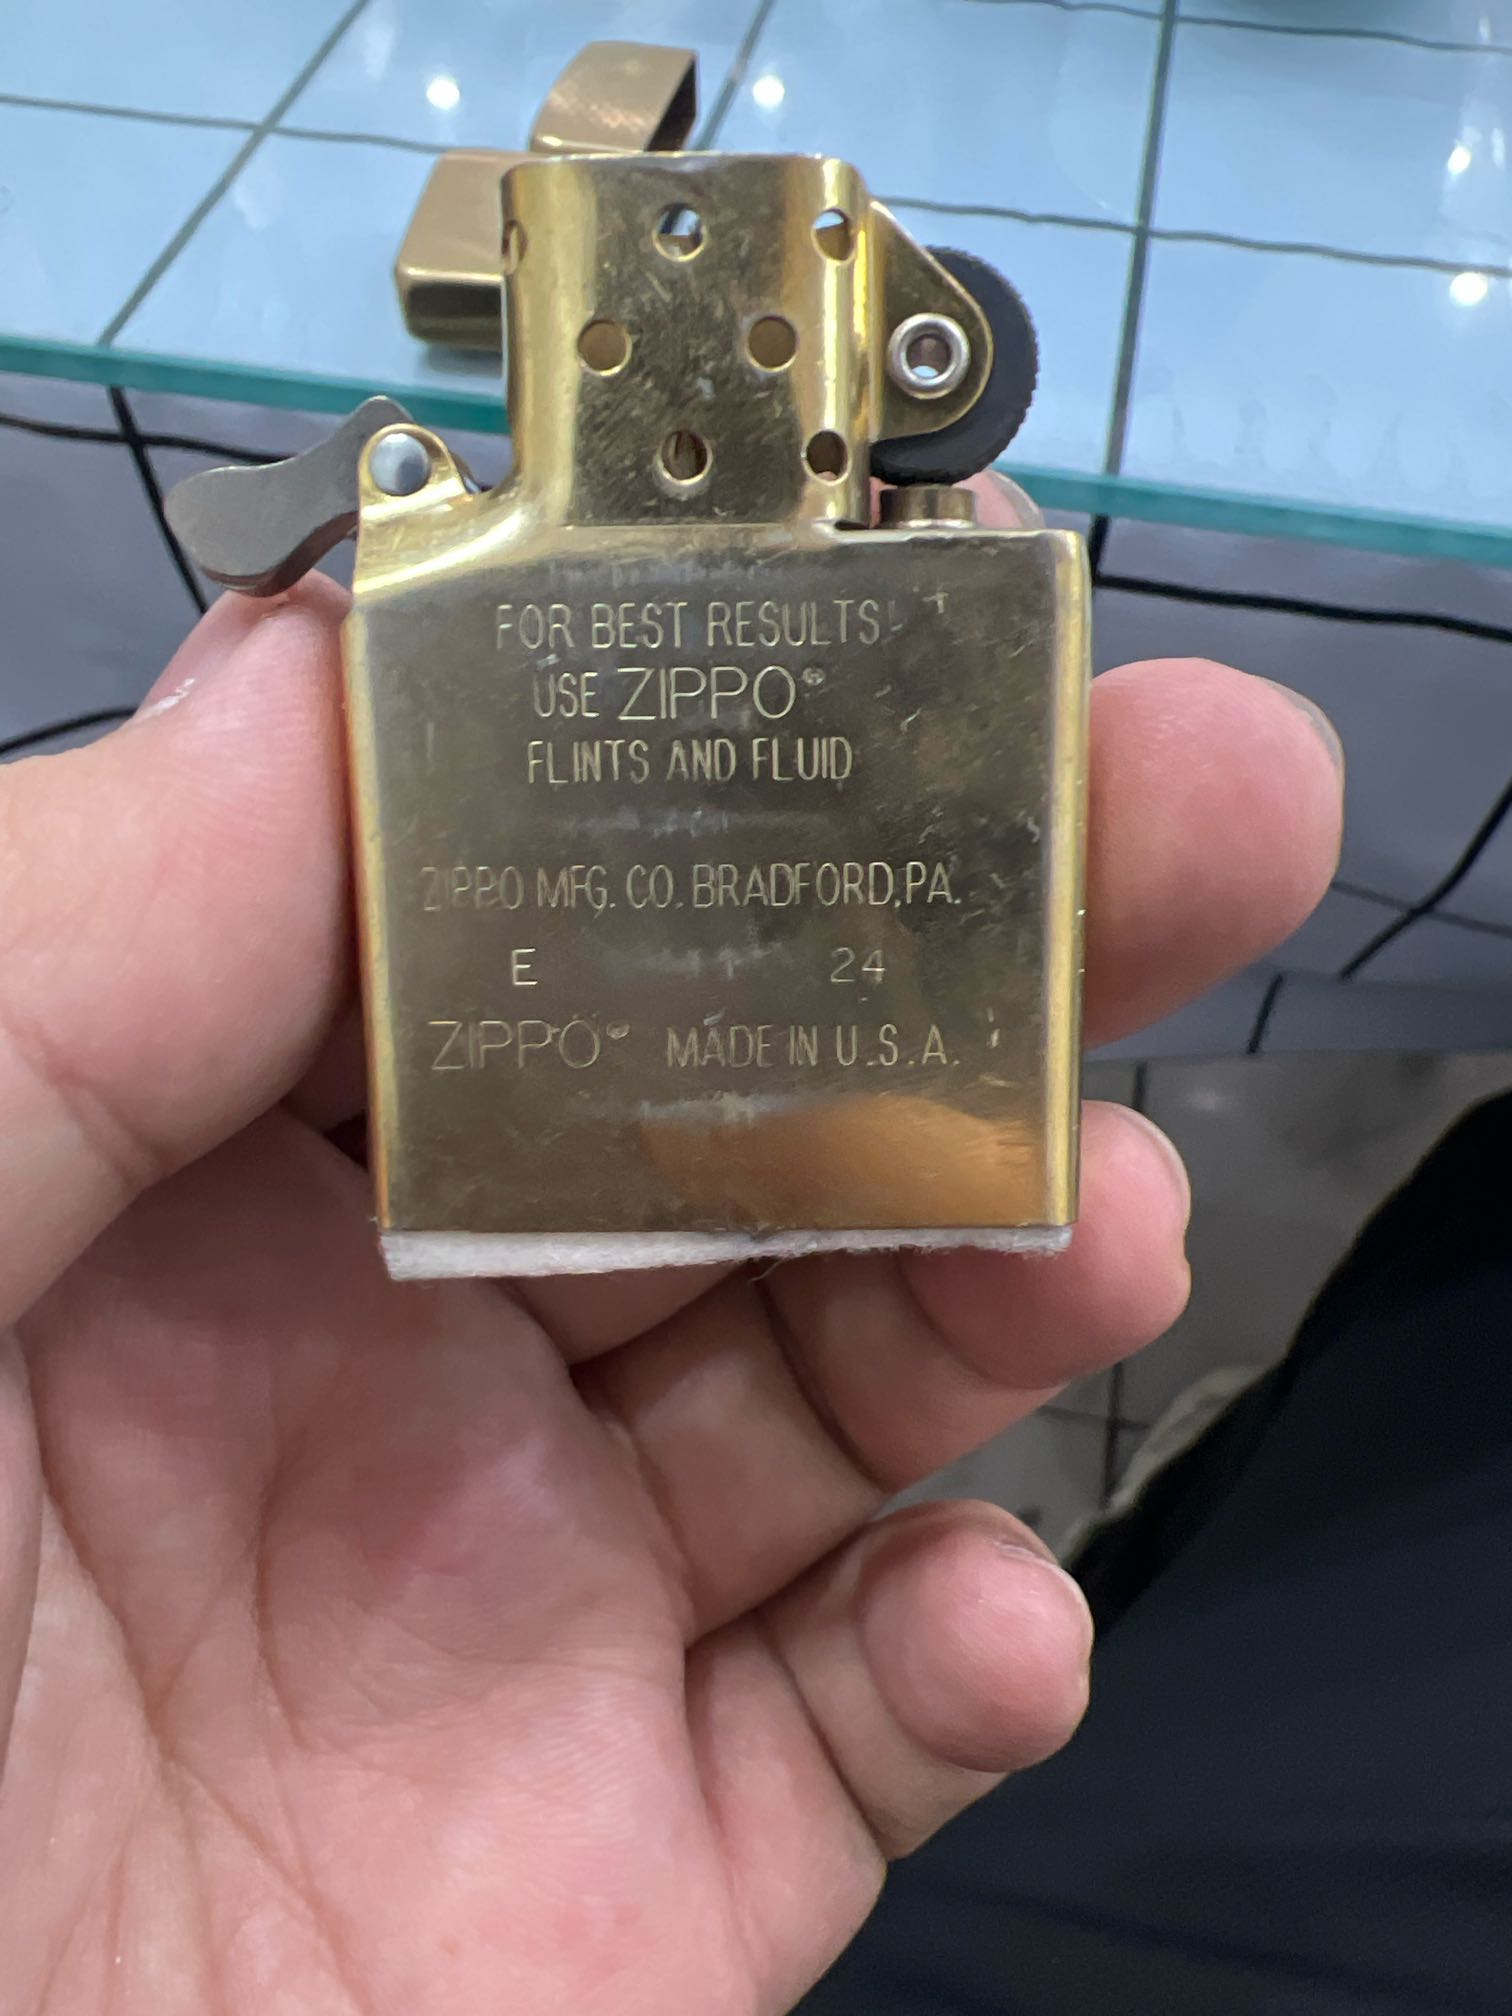 FOR BEST RESULTS
USE ZIPPO®
FLINTS AND FLUID
ZIPPO MFG. CO. BRADFORD, PA.
E 24
ZIPPO® MADE IN U.S.A.